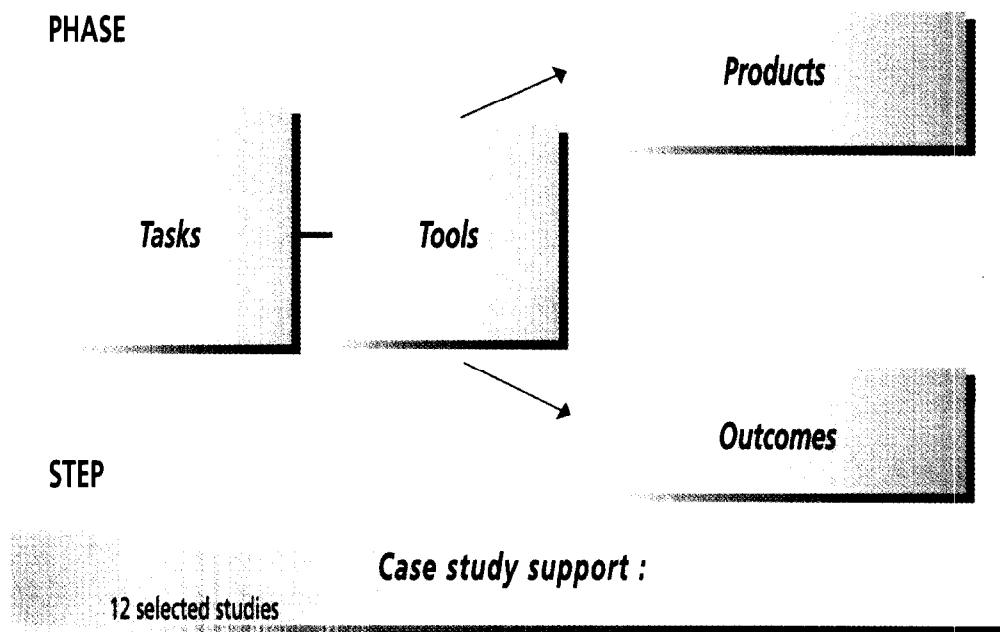 PHASE
Products
Tasks
Tools
Outcomes
STEP
Case study support :
12 selected studies